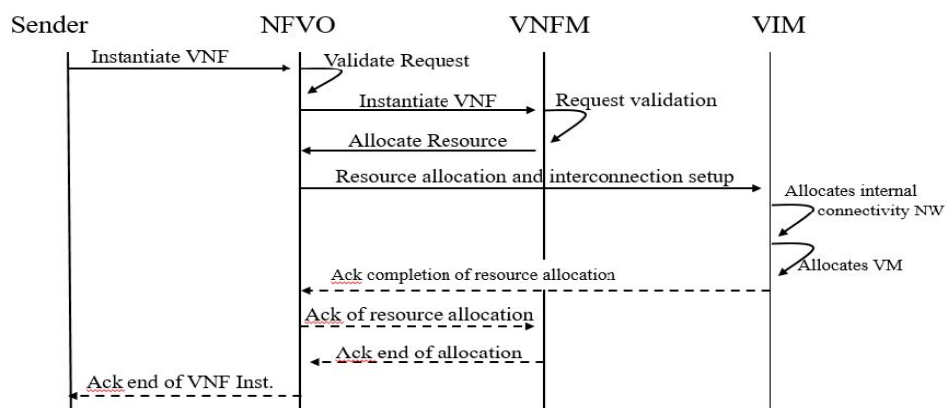 Sender NFVO VNFM VIM
Instantiate VNF
Validate Request
Instantiate VNF
Request validation
Allocate Resource
Resource allocation and interconnection setup
Allocates internal
connectivity NW
Allocates VM
Ack completion of resource allocation
Ack of resource allocation
Ack end of allocation
Ack end of VNF Inst.